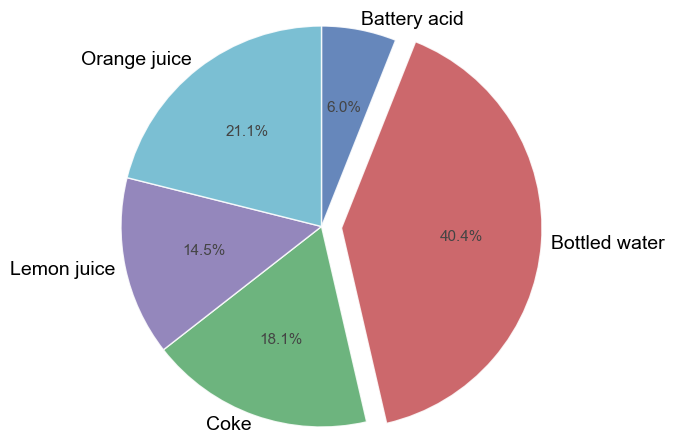 Battery acid
Orange juice
6.0%
21.1%
40.4%
Bottled water
14.5%
Lemon juice
18.1%
Coke